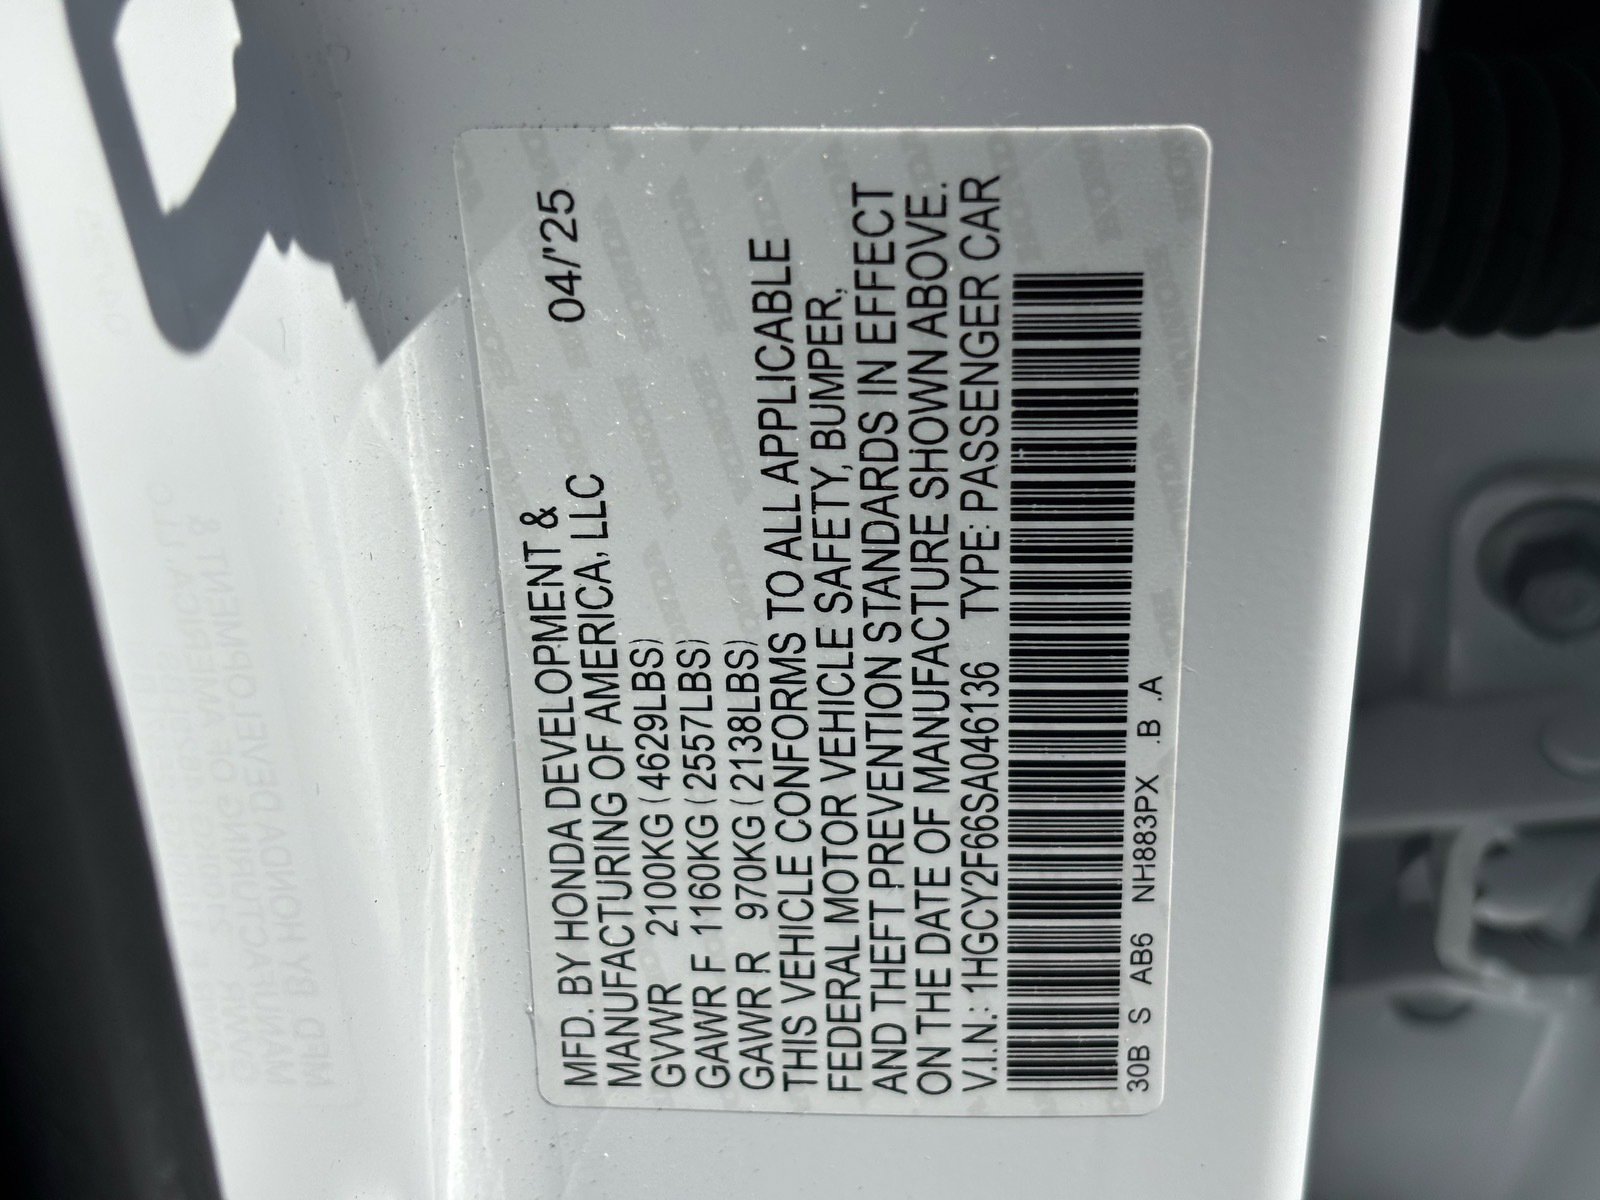 MFD. BY HONDA DEVELOPMENT &
MANUFACTURING OF AMERICA, LLC 04/'25
GVWR 2100KG (4629LBS)
GAWR F 1160KG (2557LBS)
GAWR R 970KG (2138LBS)
THIS VEHICLE CONFORMS TO ALL APPLICABLE
FEDERAL MOTOR VEHICLE SAFETY, BUMPER,
AND THEFT PREVENTION STANDARDS IN EFFECT
ON THE DATE OF MANUFACTURE SHOWN ABOVE.
V.I.N.: 1HGCY2F66SA046136 TYPE: PASSENGER CAR
30B S AB6 NH883PX .B .A